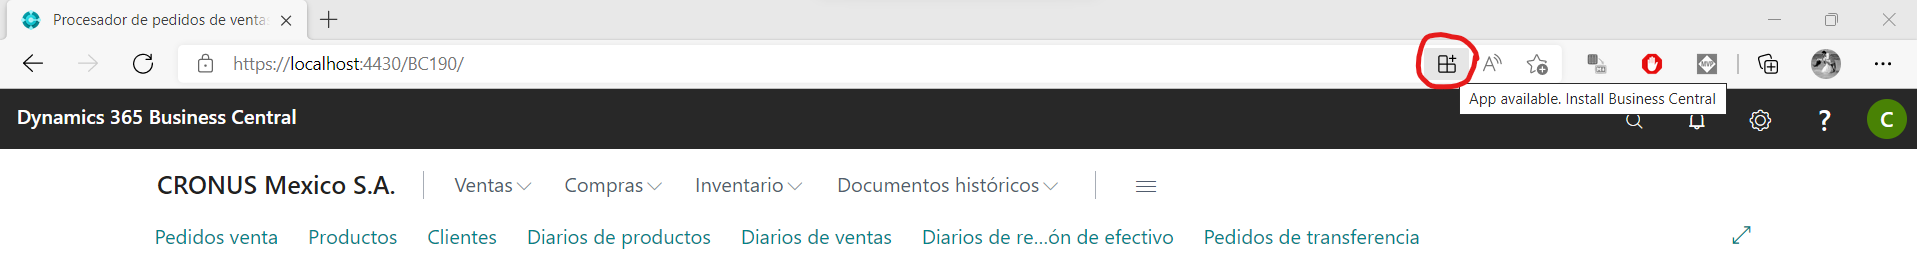 Procesador de pedidos de venta
https://localhost:4430/BC190/
A
MVP
App available. Install Business Central
Dynamics 365 Business Central
?
C
CRONUS Mexico S.A.
Ventas Compras Inventario Documentos históricos
Pedidos venta Productos Clientes Diarios de productos Diarios de ventas Diarios de re...ón de efectivo Pedidos de transferencia